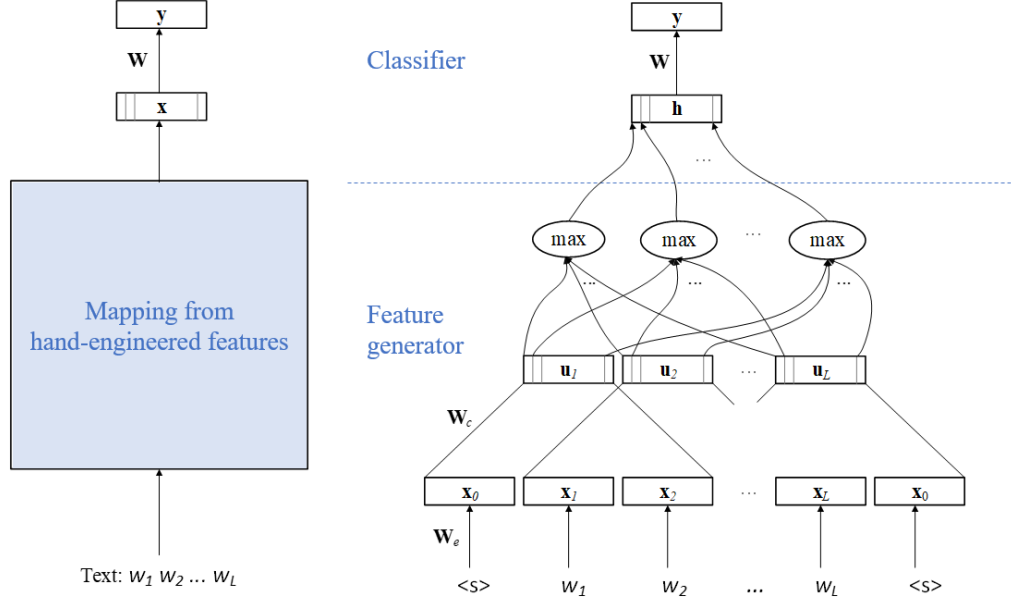 y
W
x
Mapping from
hand-engineered features
Text: w1 w2 ... wL
y
Classifier
W
h
...
max max ... max
... ... ...
Feature
generator
u1 u2 ... uL
Wc
x0 x1 x2 ... xL x0
We
<s> w1 w2 ... wL <s>